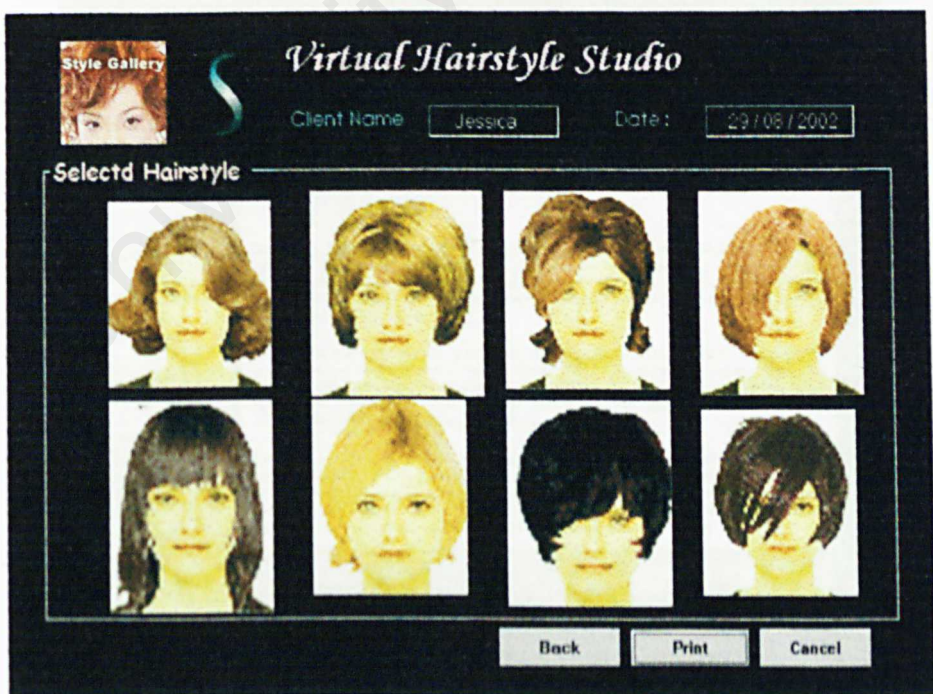 Style Gallery
Virtual Hairstyle Studio
Client Name Jessica Date: 29/08/2002
Selectd Hairstyle
Back Print Cancel